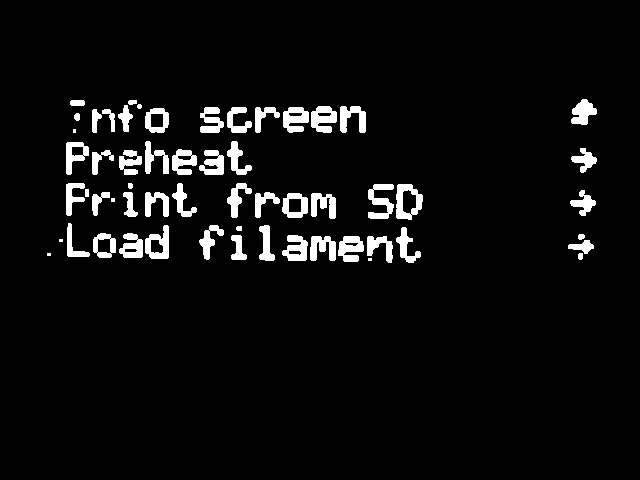 Info screen ↑
Preheat →
Print from SD →
Load filament →